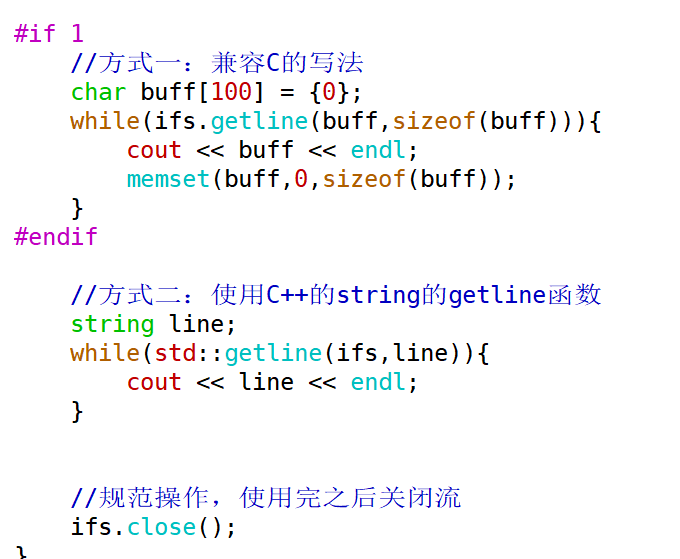 #if 1
    //方式一：兼容C的写法
    char buff[100] = {0};
    while(ifs.getline(buff,sizeof(buff))){
        cout << buff << endl;
        memset(buff,0,sizeof(buff));
    }
#endif
    //方式二：使用C++的string的getline函数
    string line;
    while(std::getline(ifs,line)){
        cout << line << endl;
    }
    //规范操作，使用完之后关闭流
    ifs.close();
}